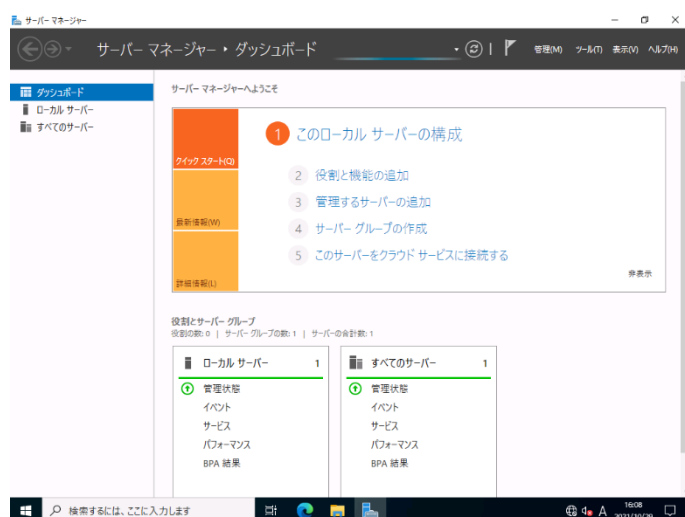 サーバー マネージャー
サーバー マネージャー ・ ダッシュボード
管理(M) ツール(T) 表示(V) ヘルプ(H)
ダッシュボード
ローカル サーバー
すべてのサーバー
サーバー マネージャーへようこそ
クイック スタート(Q)
最新情報(W)
詳細情報(L)
1 このローカル サーバーの構成
2 役割と機能の追加
3 管理するサーバーの追加
4 サーバー グループの作成
5 このサーバーをクラウド サービスに接続する
非表示
役割とサーバー グループ
役割の数: 0 | サーバー グループの数: 1 | サーバーの合計数: 1
ローカル サーバー 1
管理状態
イベント
サービス
パフォーマンス
BPA 結果
すべてのサーバー 1
管理状態
イベント
サービス
パフォーマンス
BPA 結果
検索するには、ここに入力します
A
16:08
2021/10/29